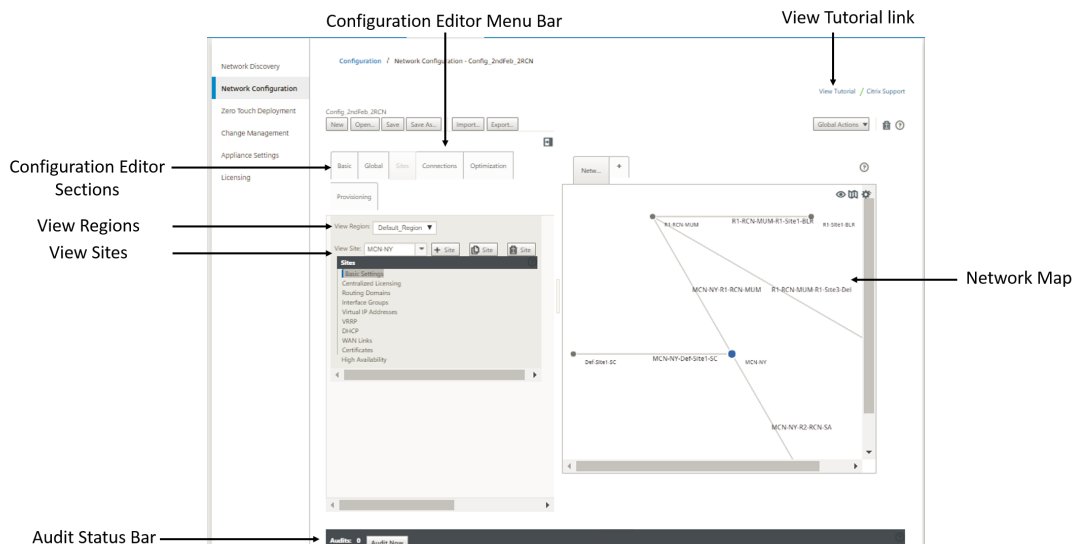 Configuration Editor Menu Bar
View Tutorial link
Network Discovery
Network Configuration
Zero Touch Deployment
Change Management
Appliance Settings
Licensing
Configuration / Network Configuration - Config_2ndFeb_2RCN
View Tutorial / Citrix Support
Config_2ndFeb_2RCN
New Open... Save Save As... Import... Export...
Global Actions
Configuration Editor
Sections
Basic Global Sites Connections Optimization
Provisioning
Netw... +
View Regions
View Region: Default_Region
View Sites
View Site: MCN-NY + Site Site Site
Sites
Basic Settings
Centralized Licensing
Routing Domains
Interface Groups
Virtual IP Addresses
VRRP
DHCP
WAN Links
Certificates
High Availability
R1-RCN-MUM
R1-RCN-MUM-R1-Site1-BLR
R1-Site1-BLR
MCN-NY-R1-RCN-MUM
R1-RCN-MUM-R1-Site3-Del
Network Map
Def-Site1-SC
MCN-NY-Def-Site1-SC
MCN-NY
MCN-NY-R2-RCN-SA
Audit Status Bar
Audits: 0 Audit Now